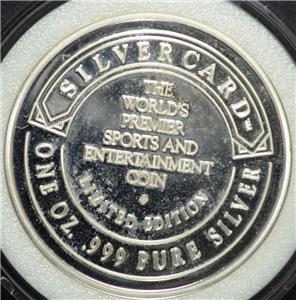 SILVERCARD™
THE
WORLD'S
PREMIER
SPORTS AND
ENTERTAINMENT
COIN
LIMITED EDITION
ONE OZ. .999 PURE SILVER